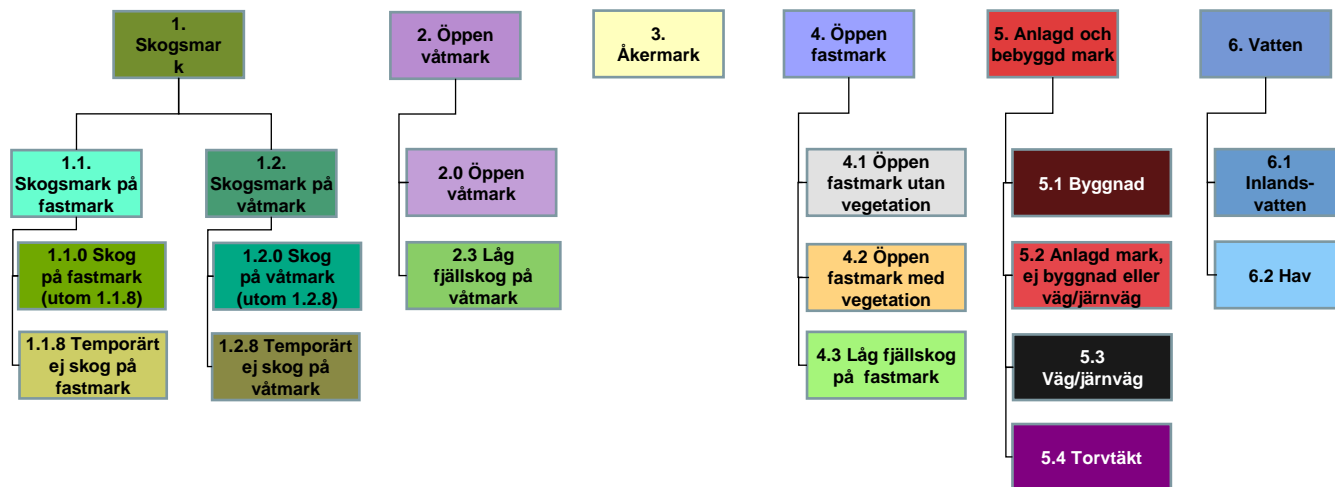 1.
Skogsmar
k
2. Öppen
våtmark
3.
Åkermark
4. Öppen
fastmark
5. Anlagd och
bebyggd mark
6. Vatten
1.1.
Skogsmark på
fastmark
1.2.
Skogsmark på
våtmark
2.0 Öppen
våtmark
4.1 Öppen
fastmark utan
vegetation
5.1 Byggnad
6.1
Inlands-
vatten
1.1.0 Skog
på fastmark
(utom 1.1.8)
1.2.0 Skog
på våtmark
(utom 1.2.8)
2.3 Låg
fjällskog på
våtmark
4.2 Öppen
fastmark med
vegetation
5.2 Anlagd mark,
ej byggnad eller
väg/järnväg
6.2 Hav
1.1.8 Temporärt
ej skog på
fastmark
1.2.8 Temporärt
ej skog på
våtmark
4.3 Låg fjällskog
på fastmark
5.3
Väg/järnväg
5.4 Torvtäkt